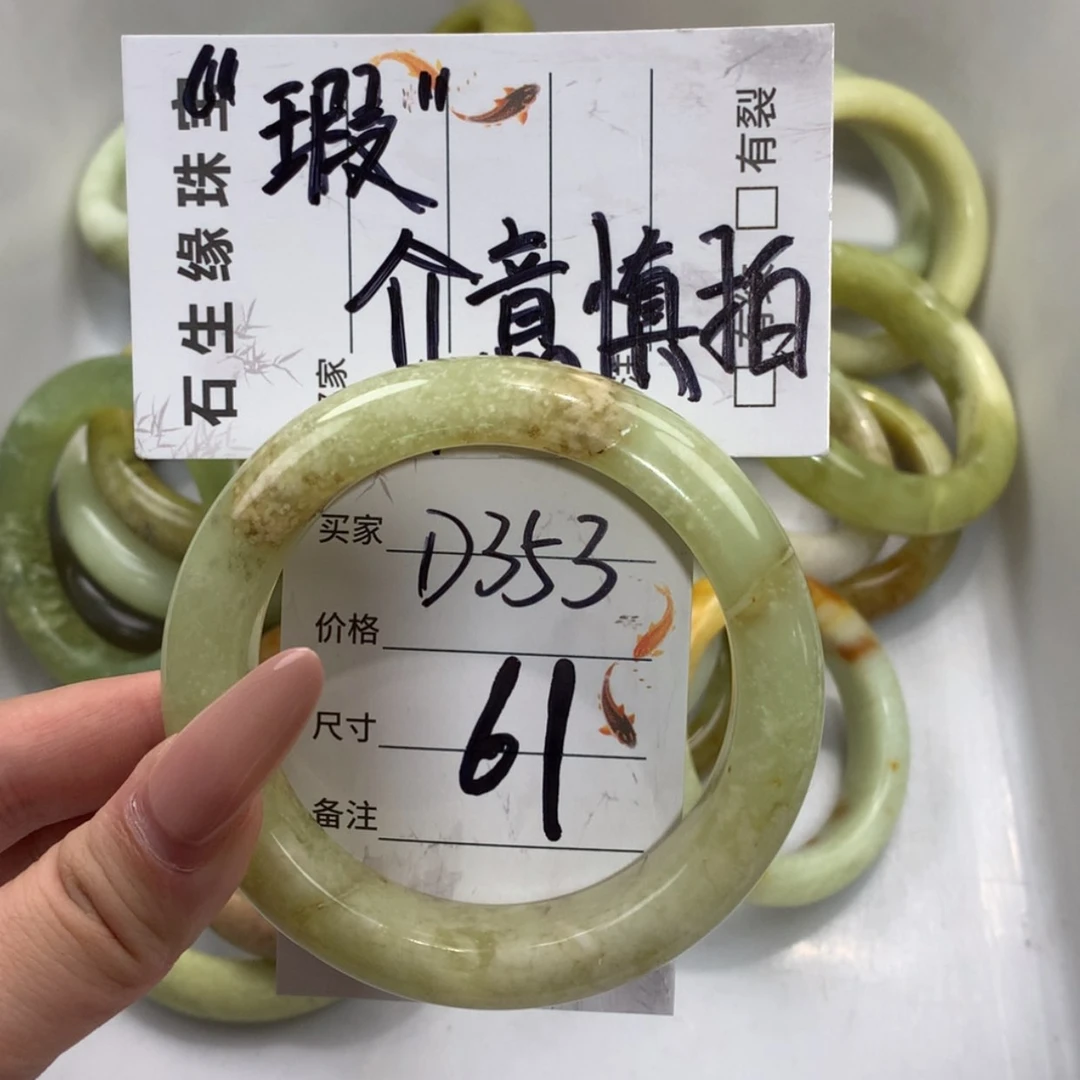 “瑕”
介意慎拍
石生缘珠宝
有裂
买家 D353
价格
尺寸 61
备注